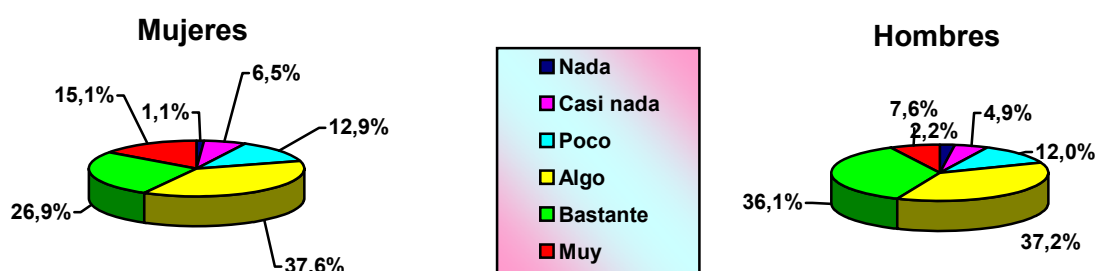 Mujeres
6,5%
15,1%
1,1%
12,9%
26,9%
37,6%
Nada
Casi nada
Poco
Algo
Bastante
Muy
Hombres
7,6%
2,2%
4,9%
12,0%
36,1%
37,2%